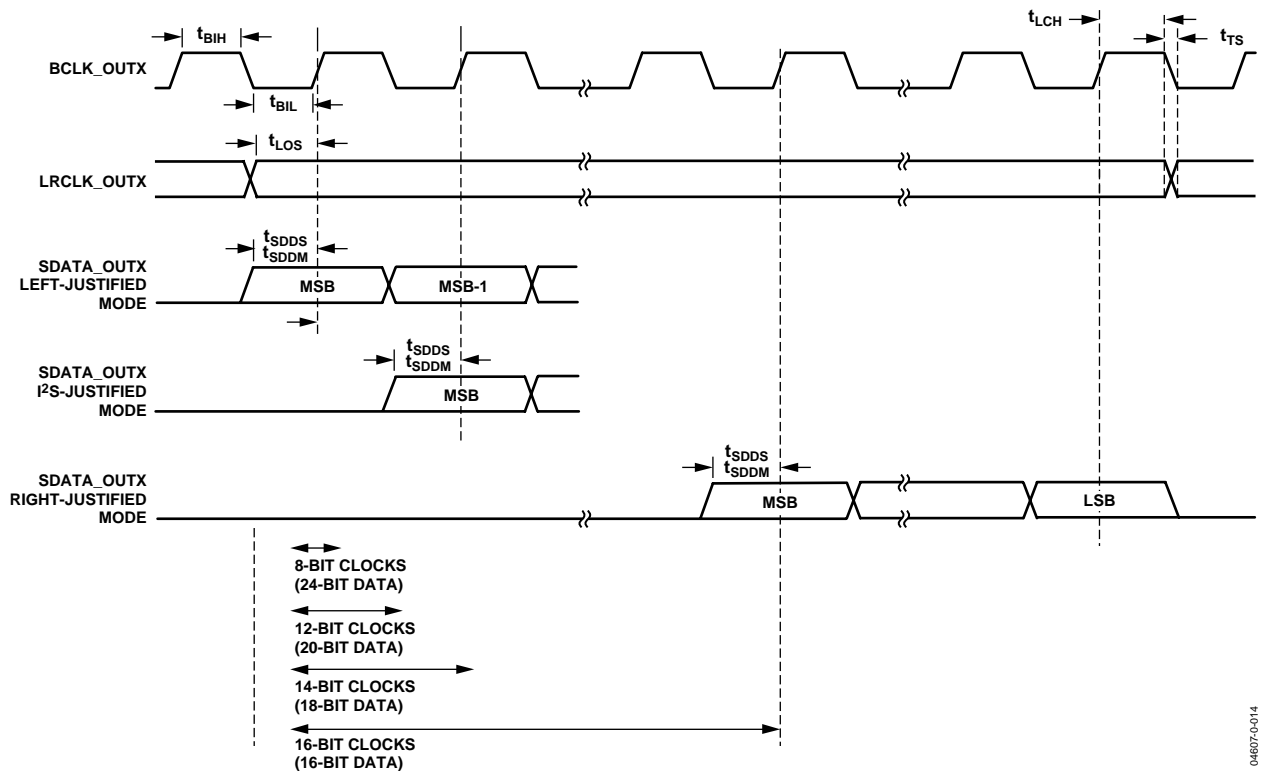 tBIH
tLCH
tTS
BCLK_OUTX
tBIL
tLOS
LRCLK_OUTX
tSDDS
tSDDM
SDATA_OUTX
LEFT-JUSTIFIED
MODE
MSB
MSB-1
tSDDS
tSDDM
SDATA_OUTX
I²S-JUSTIFIED
MODE
MSB
tSDDS
tSDDM
SDATA_OUTX
RIGHT-JUSTIFIED
MODE
MSB
LSB
8-BIT CLOCKS
(24-BIT DATA)
12-BIT CLOCKS
(20-BIT DATA)
14-BIT CLOCKS
(18-BIT DATA)
16-BIT CLOCKS
(16-BIT DATA)
04607-0-014